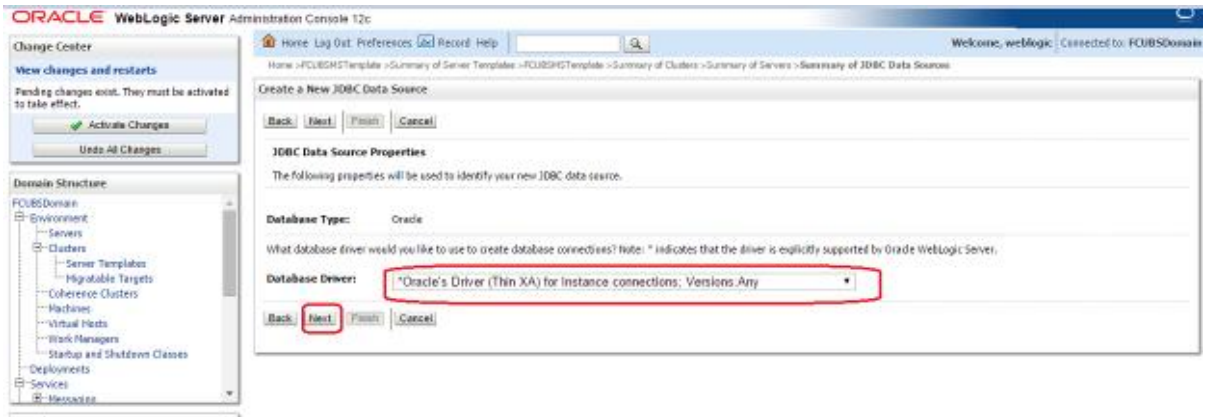 ORACLE WebLogic Server Administration Console 12c
Change Center
View changes and restarts
Pending changes exist. They must be activated
to take effect.
Activate Changes
Undo All Changes
Domain Structure
FCUBSDomain
Environment
Servers
Clusters
Server Templates
Migratable Targets
Coherence Clusters
Machines
Virtual Hosts
Work Managers
Startup and Shutdown Classes
Deployments
Services
Messaging
Home Log Out Preferences Record Help
Welcome, weblogic Connected to: FCUBSDomain
Home >FCUBSMSTemplate >Summary of Server Templates >FCUBSMSTemplate >Summary of Clusters >Summary of Servers >Summary of JDBC Data Sources
Create a New JDBC Data Source
Back Next Finish Cancel
JDBC Data Source Properties
The following properties will be used to identify your new JDBC data source.
Database Type: Oracle
What database driver would you like to use to create database connections? Note: * indicates that the driver is explicitly supported by Oracle WebLogic Server.
Database Driver: *Oracle's Driver (Thin XA) for Instance connections; Versions:Any
Back Next Finish Cancel